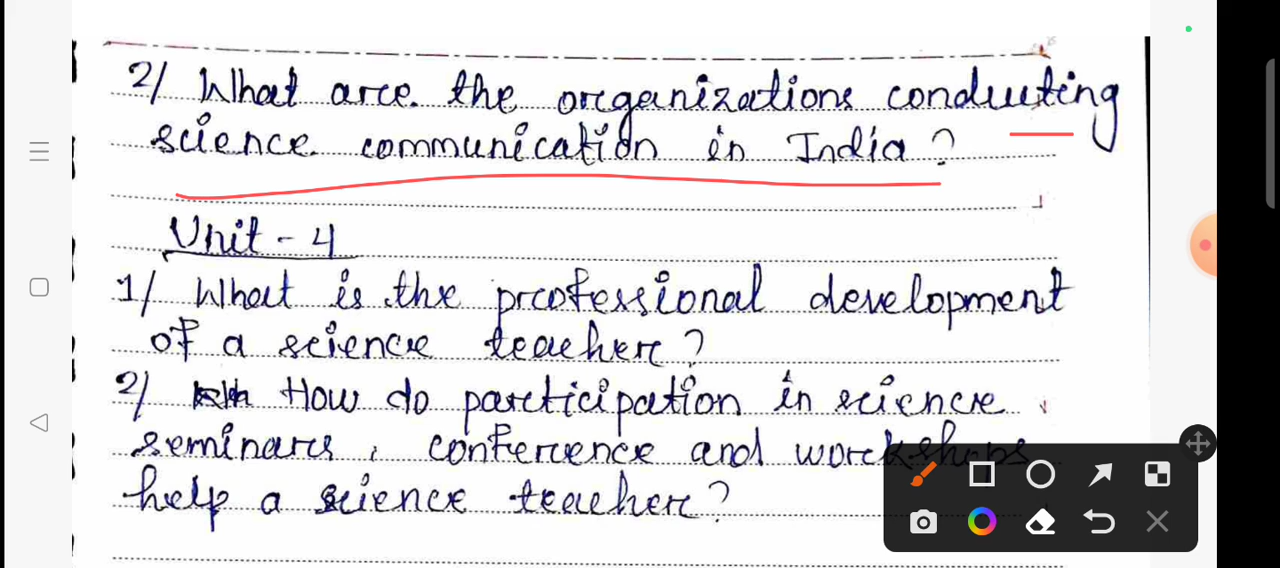 2/ What are the organizations conducting
science communication in India?
Unit - 4
1/ What is the professional development
of a science teacher?
2/ How do participation in science
seminars, conference and workshops
help a science teacher?